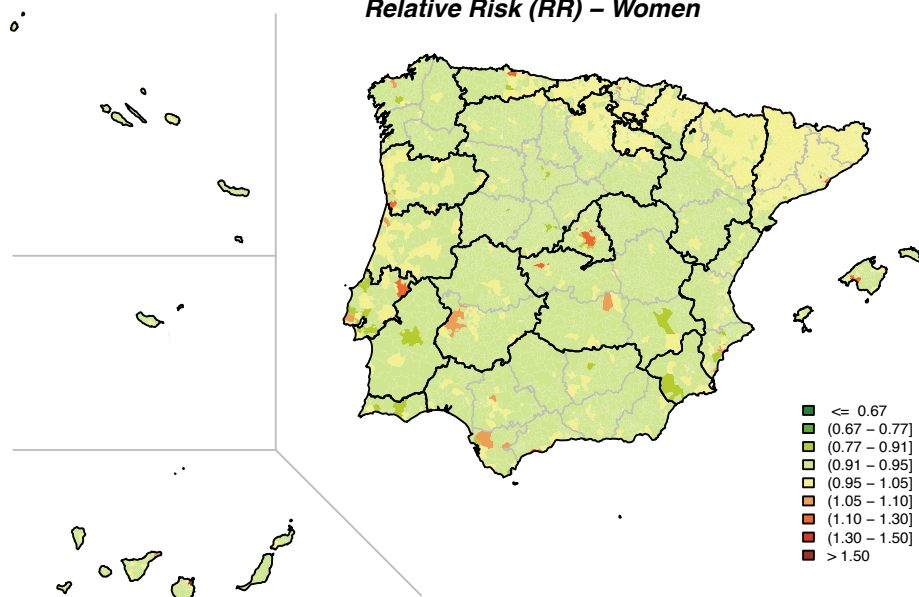 Relative Risk (RR) – Women
<= 0.67
(0.67 – 0.77]
(0.77 – 0.91]
(0.91 – 0.95]
(0.95 – 1.05]
(1.05 – 1.10]
(1.10 – 1.30]
(1.30 – 1.50]
> 1.50